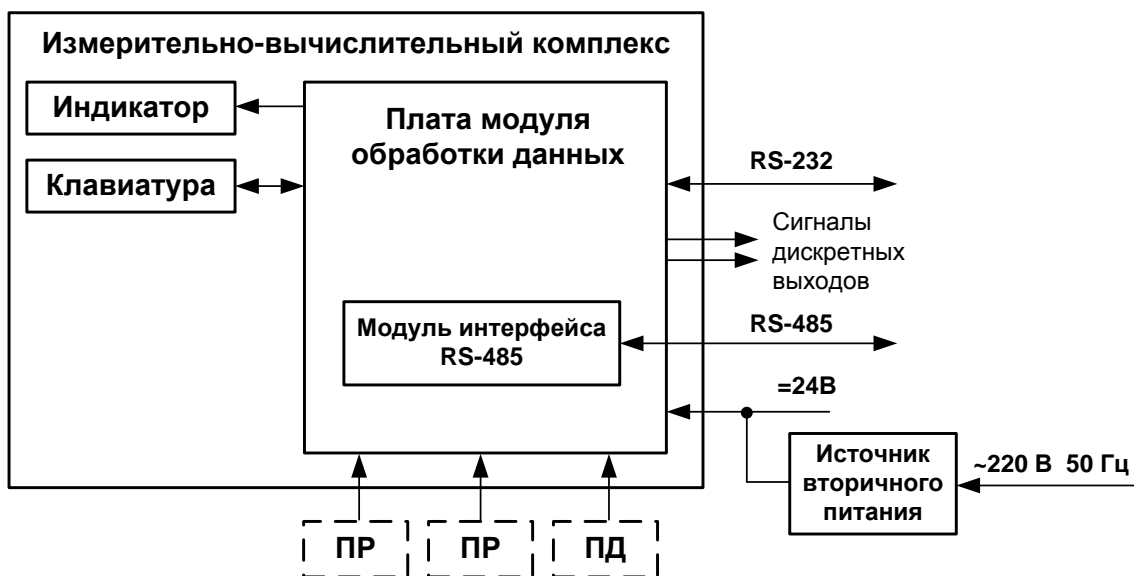 Измерительно-вычислительный комплекс
Индикатор
Клавиатура
Плата модуля
обработки данных
RS-232
Сигналы
дискретных
выходов
Модуль интерфейса
RS-485
RS-485
=24В
Источник
вторичного
питания
~220 В 50 Гц
ПР
ПР
ПД